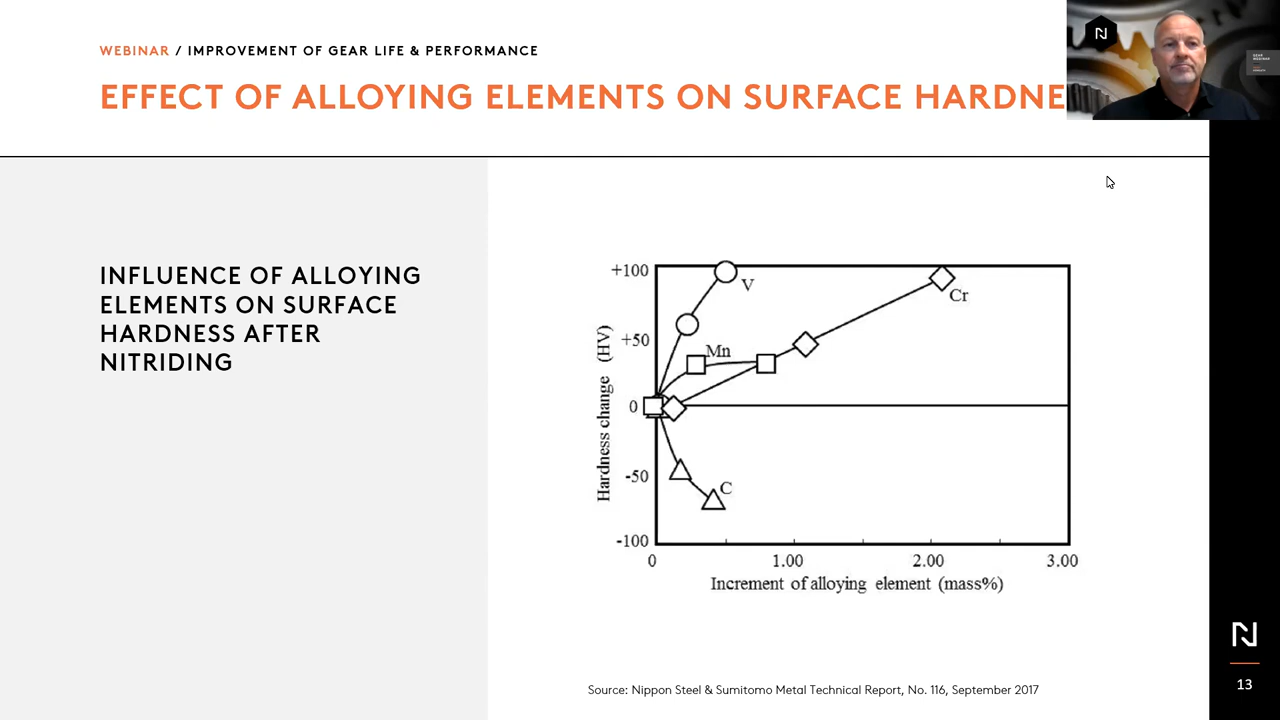 WEBINAR / IMPROVEMENT OF GEAR LIFE & PERFORMANCE
EFFECT OF ALLOYING ELEMENTS ON SURFACE HARDNE
INFLUENCE OF ALLOYING
ELEMENTS ON SURFACE
HARDNESS AFTER
NITRIDING
+100
+50
0
-50
-100
Hardness change (HV)
V
Cr
Mn
C
0
1.00
2.00
3.00
Increment of alloying element (mass%)
Source: Nippon Steel & Sumitomo Metal Technical Report, No. 116, September 2017
13